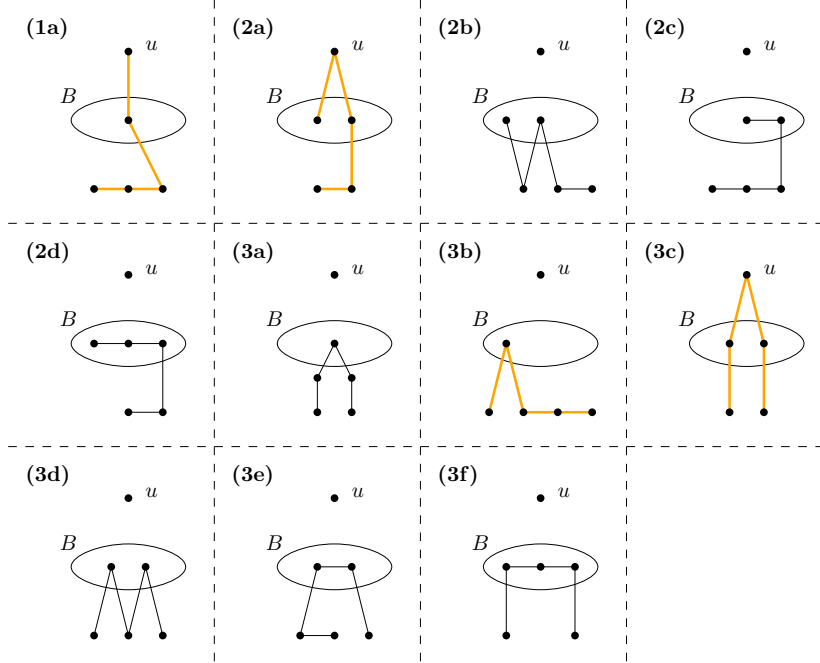 (1a) (2a) (2b) (2c)
u u u u
B B B B
(2d) (3a) (3b) (3c)
u u u u
B B B B
(3d) (3e) (3f)
u u u
B B B